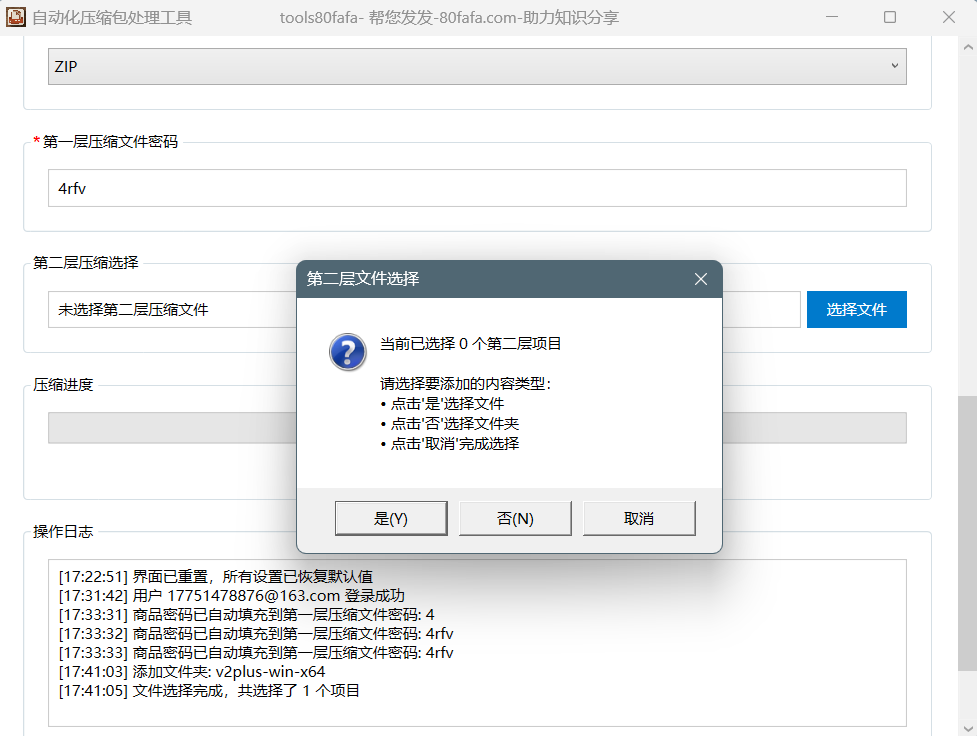 自动化压缩包处理工具 tools80fafa- 帮您发发-80fafa.com-助力知识分享
ZIP
*第一层压缩文件密码
4rfv
第二层压缩选择
未选择第二层压缩文件
选择文件
第二层文件选择
当前已选择 0 个第二层项目
请选择要添加的内容类型：
• 点击'是'选择文件
• 点击'否'选择文件夹
• 点击'取消'完成选择
是(Y) 否(N) 取消
压缩进度
操作日志
[17:22:51] 界面已重置，所有设置已恢复默认值
[17:31:42] 用户 17751478876@163.com 登录成功
[17:33:31] 商品密码已自动填充到第一层压缩文件密码: 4
[17:33:32] 商品密码已自动填充到第一层压缩文件密码: 4rfv
[17:33:33] 商品密码已自动填充到第一层压缩文件密码: 4rfv
[17:41:03] 添加文件夹: v2plus-win-x64
[17:41:05] 文件选择完成，共选择了 1 个项目